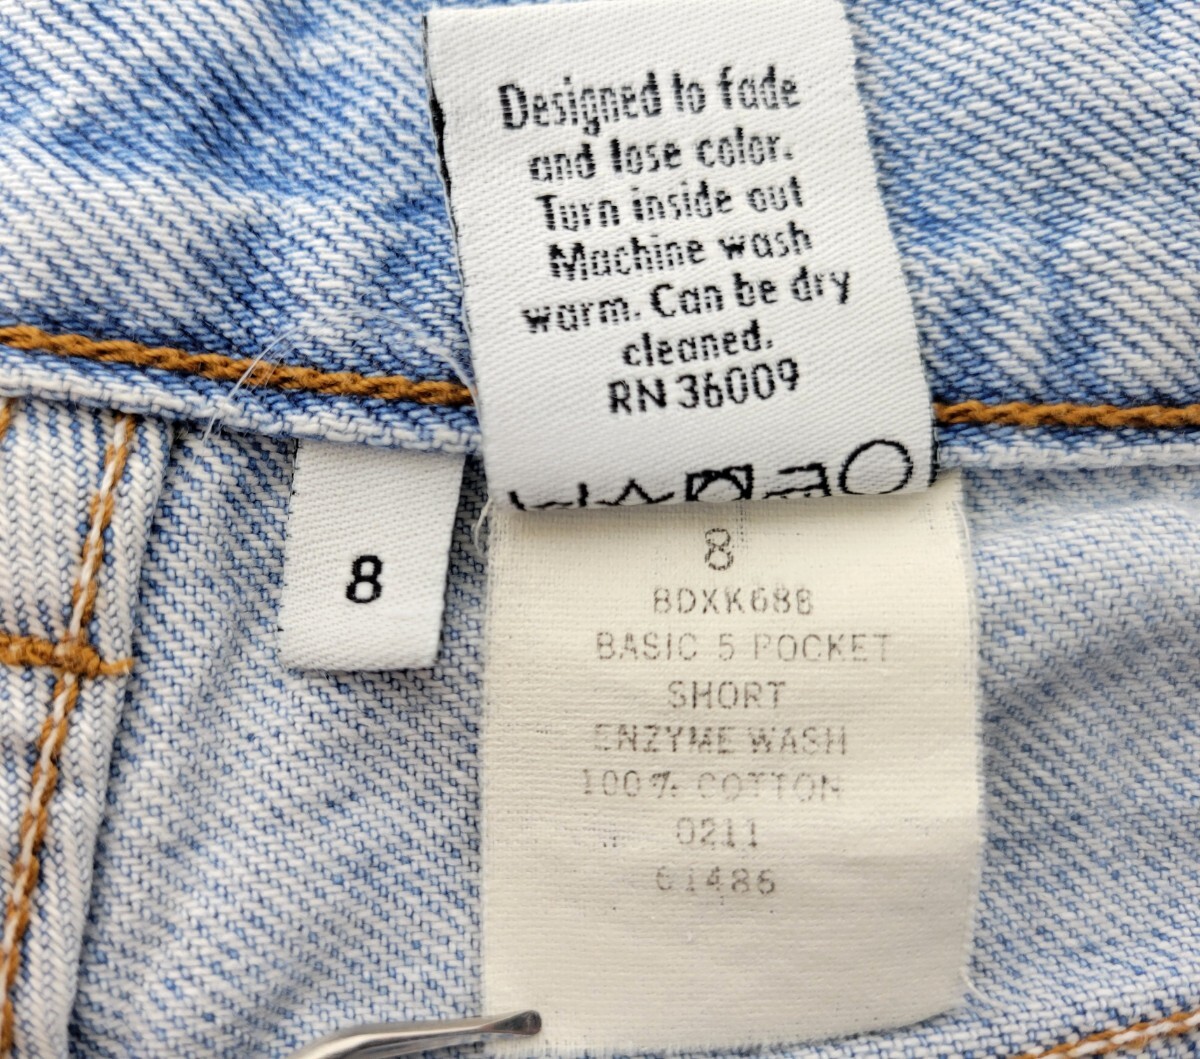 Designed to fade
and lose color.
Turn inside out
Machine wash
warm. Can be dry
cleaned.
RN 36009
8
8
BDXK688
BASIC 5 POCKET
SHORT
ENZYME WASH
100% COTTON
0211
61486